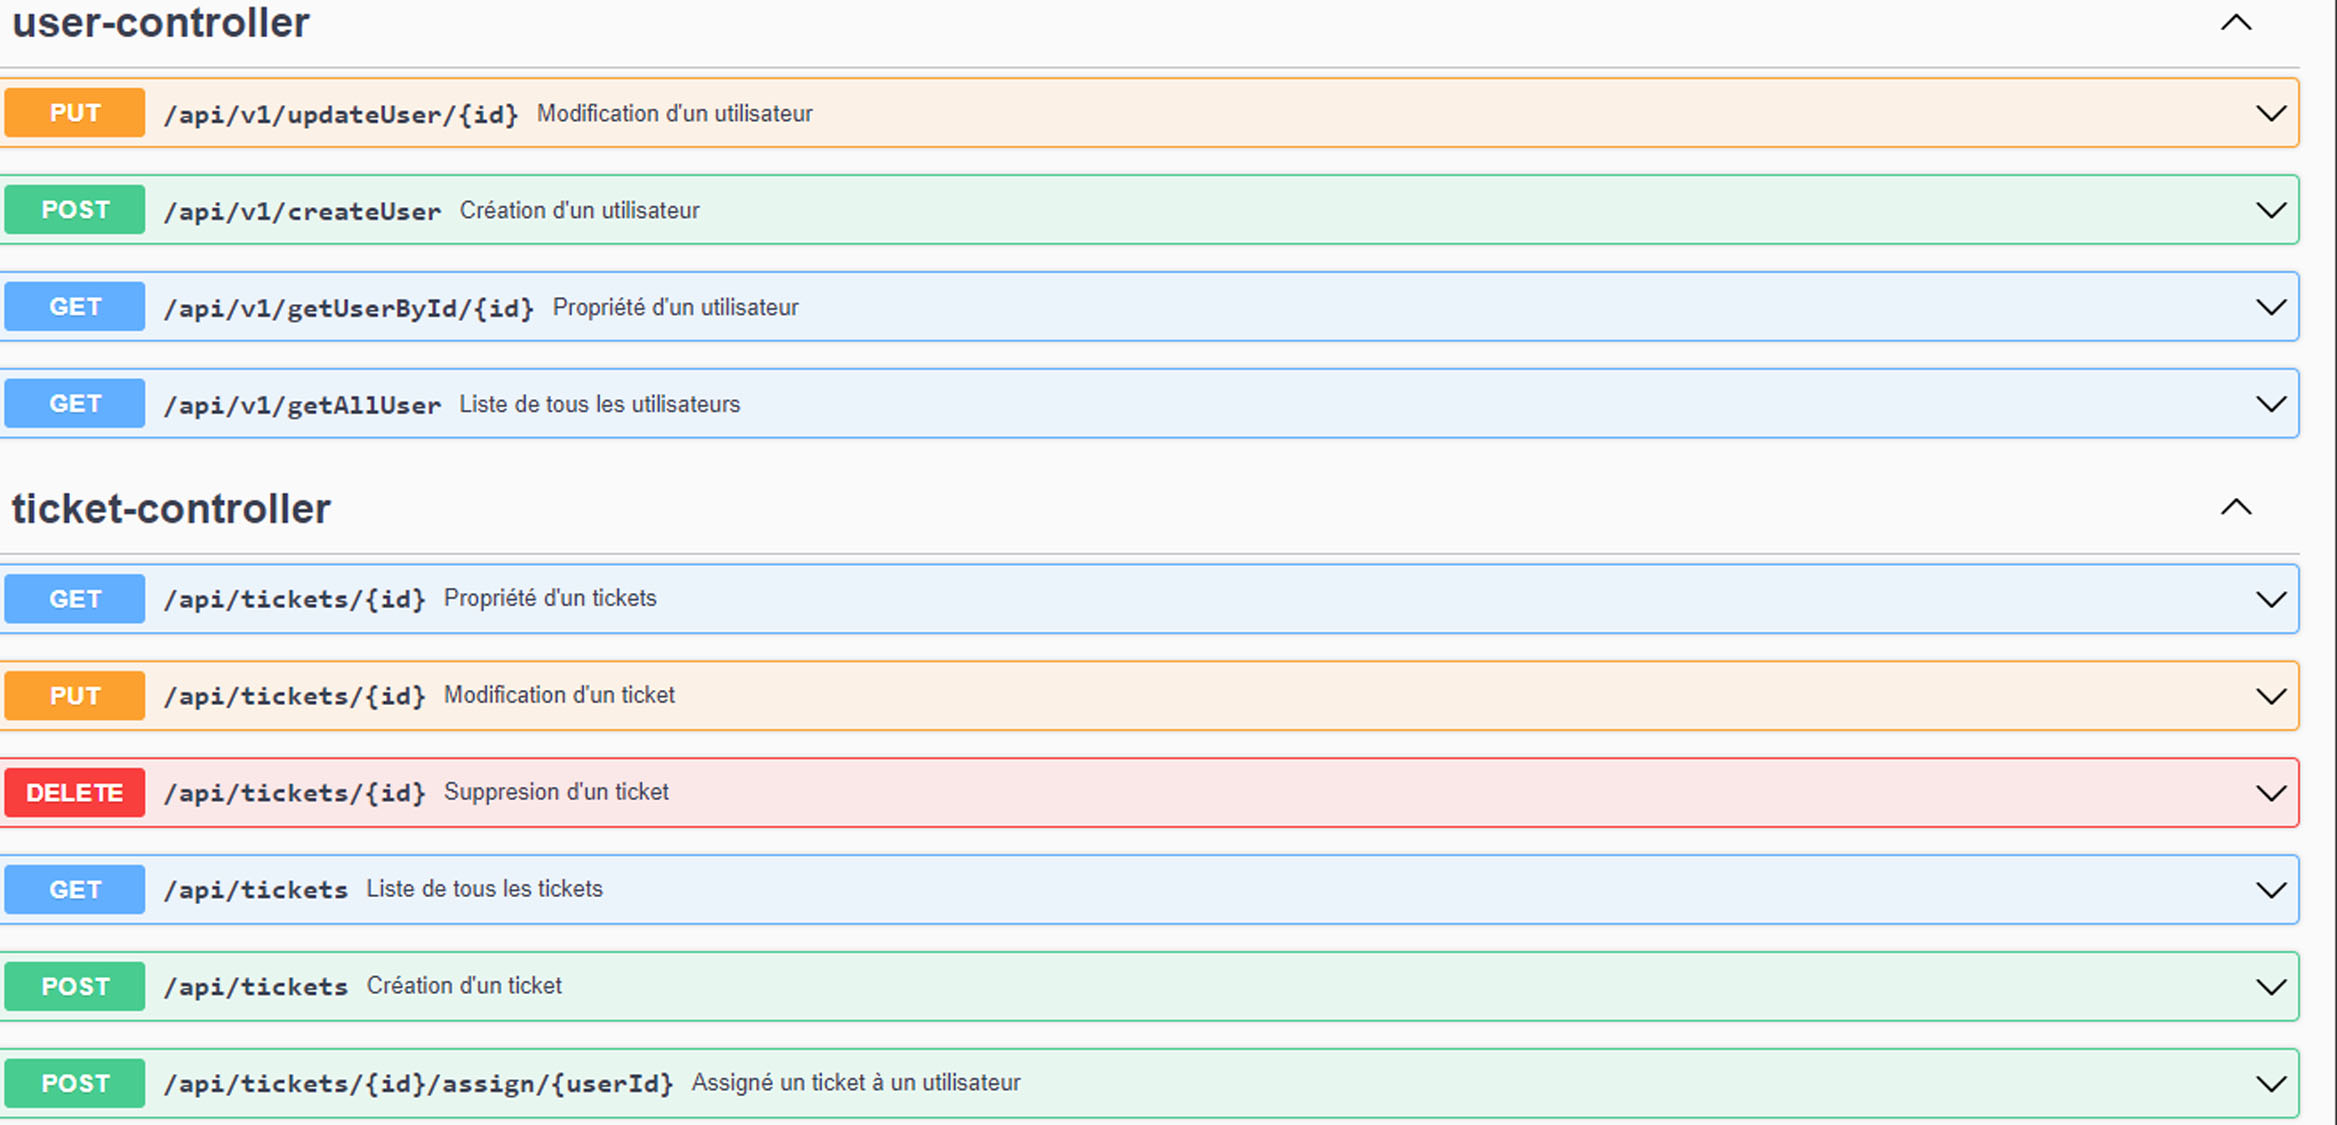 user-controller
PUT /api/v1/updateUser/{id} Modification d'un utilisateur
POST /api/v1/createUser Création d'un utilisateur
GET /api/v1/getUserById/{id} Propriété d'un utilisateur
GET /api/v1/getAllUser Liste de tous les utilisateurs
ticket-controller
GET /api/tickets/{id} Propriété d'un tickets
PUT /api/tickets/{id} Modification d'un ticket
DELETE /api/tickets/{id} Suppresion d'un ticket
GET /api/tickets Liste de tous les tickets
POST /api/tickets Création d'un ticket
POST /api/tickets/{id}/assign/{userId} Assigné un ticket à un utilisateur